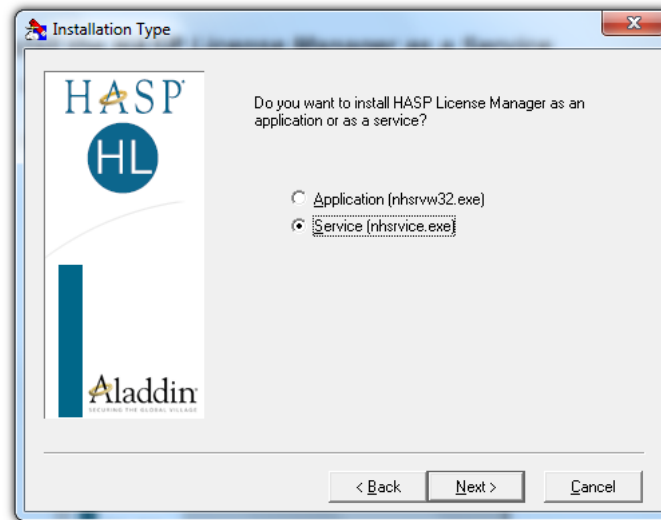 Installation Type
HASP
HL
Do you want to install HASP License Manager as an
application or as a service?
Application (nhsrvw32.exe)
Service (nhsrvice.exe)
Aladdin
SECURING THE GLOBAL VILLAGE
< Back
Next >
Cancel